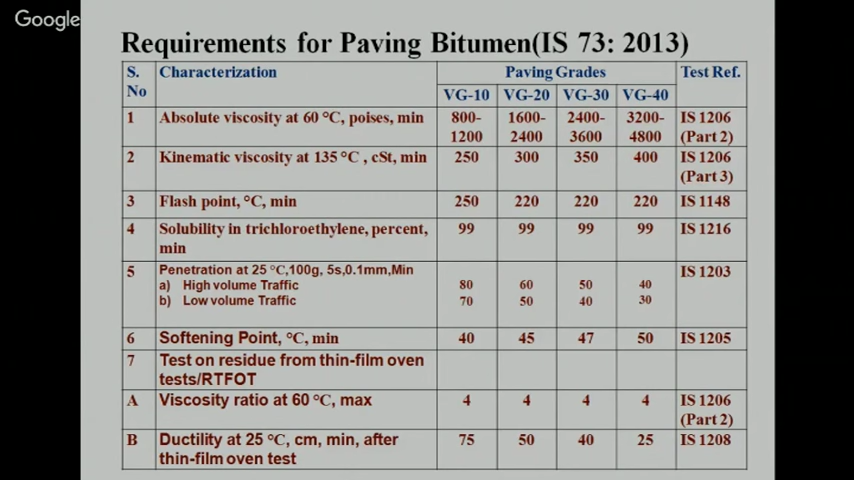 Google
Requirements for Paving Bitumen(IS 73: 2013)
S. No Characterization Paving Grades Test Ref.
VG-10 VG-20 VG-30 VG-40
1 Absolute viscosity at 60 °C, poises, min 800-1200 1600-2400 2400-3600 3200-4800 IS 1206 (Part 2)
2 Kinematic viscosity at 135 °C , cSt, min 250 300 350 400 IS 1206 (Part 3)
3 Flash point, °C, min 250 220 220 220 IS 1148
4 Solubility in trichloroethylene, percent, min 99 99 99 99 IS 1216
5 Penetration at 25 °C,100g, 5s,0.1mm,Min IS 1203
a) High volume Traffic 80 60 50 40
b) Low volume Traffic 70 50 40 30
6 Softening Point, °C, min 40 45 47 50 IS 1205
7 Test on residue from thin-film oven tests/RTFOT
A Viscosity ratio at 60 °C, max 4 4 4 4 IS 1206 (Part 2)
B Ductility at 25 °C, cm, min, after thin-film oven test 75 50 40 25 IS 1208